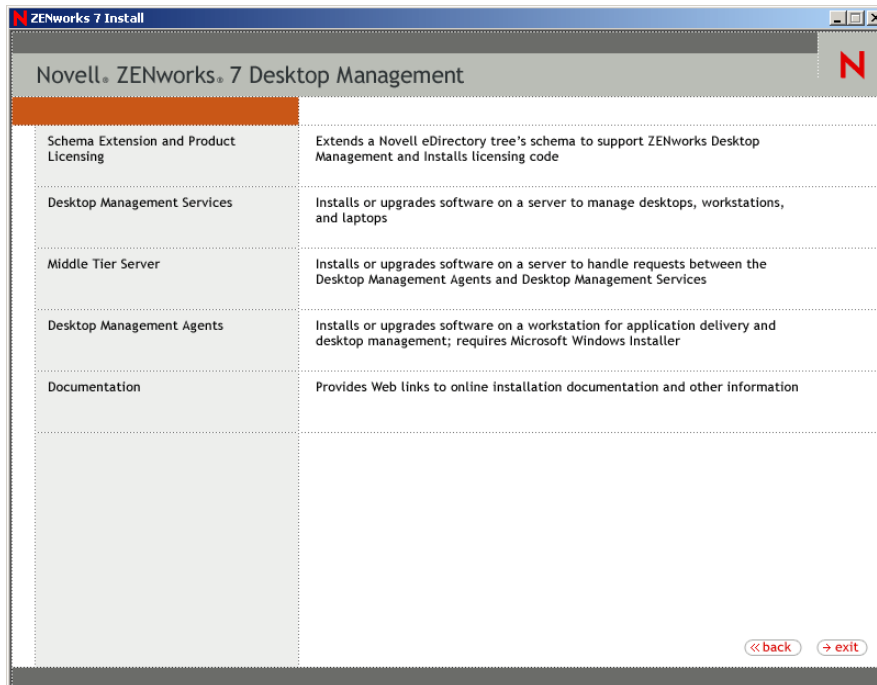 N ZENworks 7 Install
Novell® ZENworks® 7 Desktop Management
N
Schema Extension and Product
Licensing
Extends a Novell eDirectory tree's schema to support ZENworks Desktop
Management and Installs licensing code
Desktop Management Services
Installs or upgrades software on a server to manage desktops, workstations,
and laptops
Middle Tier Server
Installs or upgrades software on a server to handle requests between the
Desktop Management Agents and Desktop Management Services
Desktop Management Agents
Installs or upgrades software on a workstation for application delivery and
desktop management; requires Microsoft Windows Installer
Documentation
Provides Web links to online installation documentation and other information
« back
→ exit